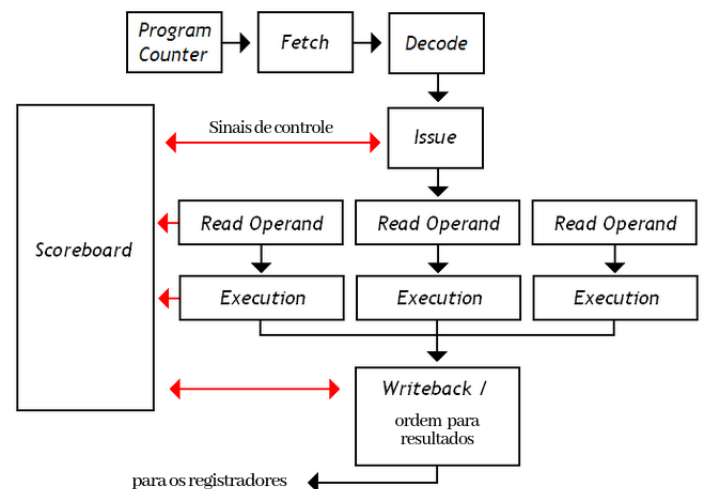 Program
Counter
Fetch
Decode
Sinais de controle
Issue
Scoreboard
Read Operand
Read Operand
Read Operand
Execution
Execution
Execution
Writeback /
ordem para
resultados
para os registradores